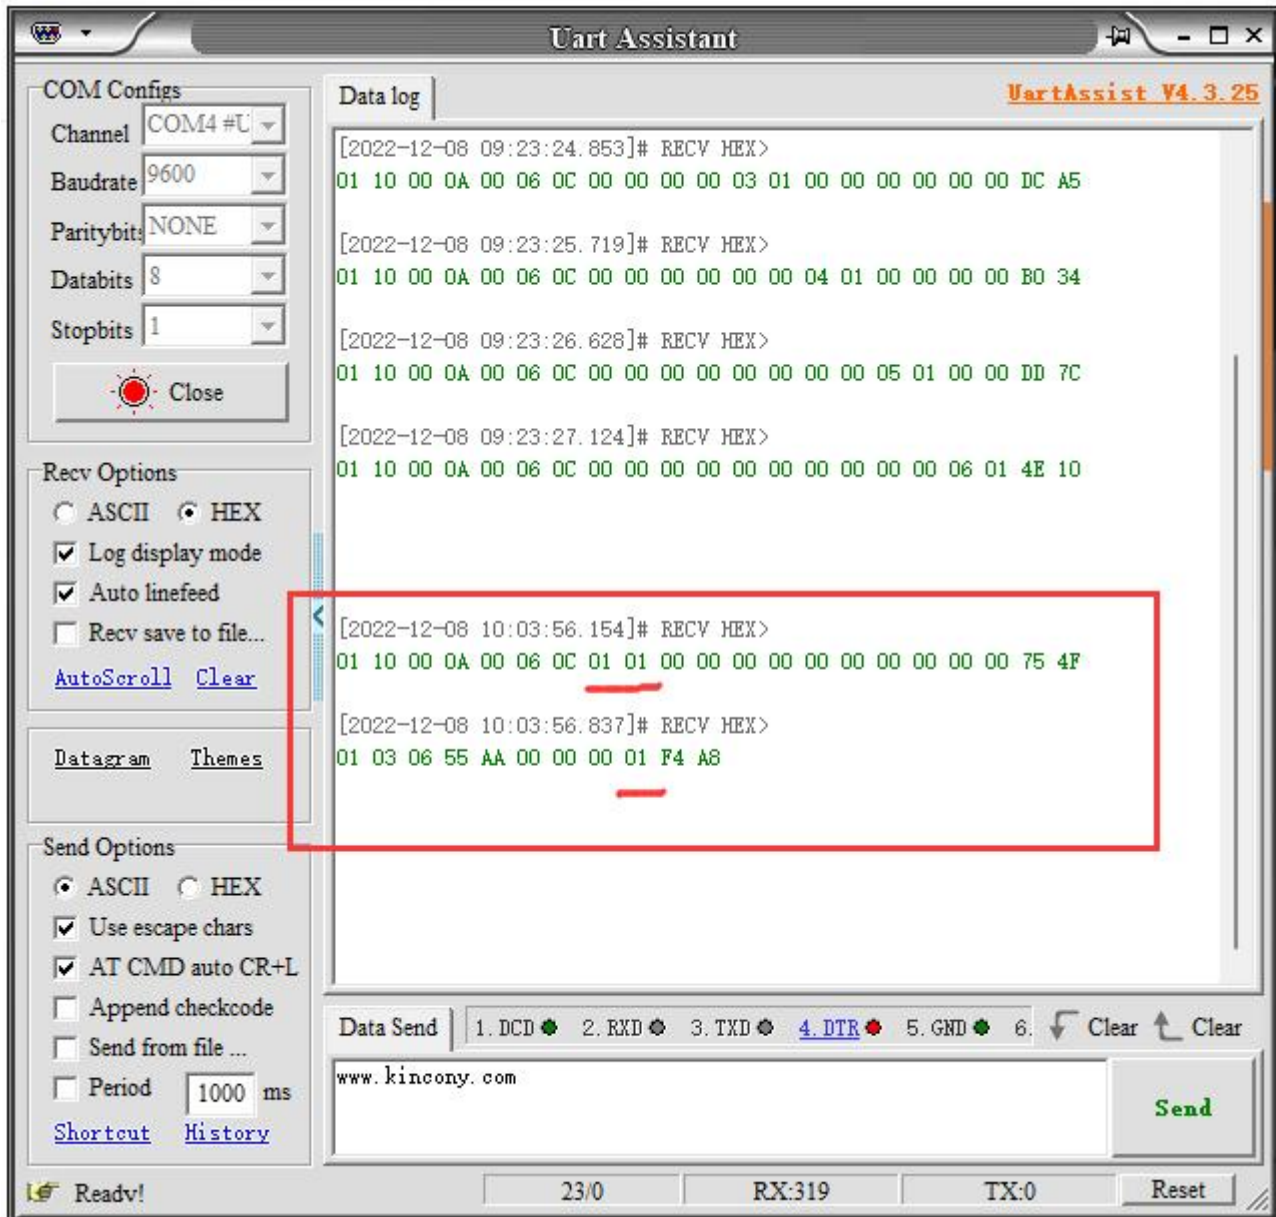 Uart Assistant
COM Configs
Channel COM4 #U
Baudrate 9600
Paritybit: NONE
Databits 8
Stopbits 1
Close
Recv Options
ASCII HEX
Log display mode
Auto linefeed
Recv save to file...
AutoScroll Clear
Datagram Themes
Send Options
ASCII HEX
Use escape chars
AT CMD auto CR+L
Append checkcode
Send from file ...
Period 1000 ms
Shortcut History
Data log
UartAssist V4.3.25
[2022-12-08 09:23:24.853]# RECV HEX>
01 10 00 0A 00 06 0C 00 00 00 00 03 01 00 00 00 00 00 00 DC A5
[2022-12-08 09:23:25.719]# RECV HEX>
01 10 00 0A 00 06 0C 00 00 00 00 00 00 04 01 00 00 00 00 B0 34
[2022-12-08 09:23:26.628]# RECV HEX>
01 10 00 0A 00 06 0C 00 00 00 00 00 00 00 00 05 01 00 00 DD 7C
[2022-12-08 09:23:27.124]# RECV HEX>
01 10 00 0A 00 06 0C 00 00 00 00 00 00 00 00 00 00 06 01 4E 10
[2022-12-08 10:03:56.154]# RECV HEX>
01 10 00 0A 00 06 0C 01 01 00 00 00 00 00 00 00 00 00 00 75 4F
[2022-12-08 10:03:56.837]# RECV HEX>
01 03 06 55 AA 00 00 00 01 F4 A8
Data Send 1. DCD 2. RXD 3. TXD 4. DTR 5. GND 6. Clear Clear
www.kincony.com
Send
Ready! 23/0 RX:319 TX:0 Reset